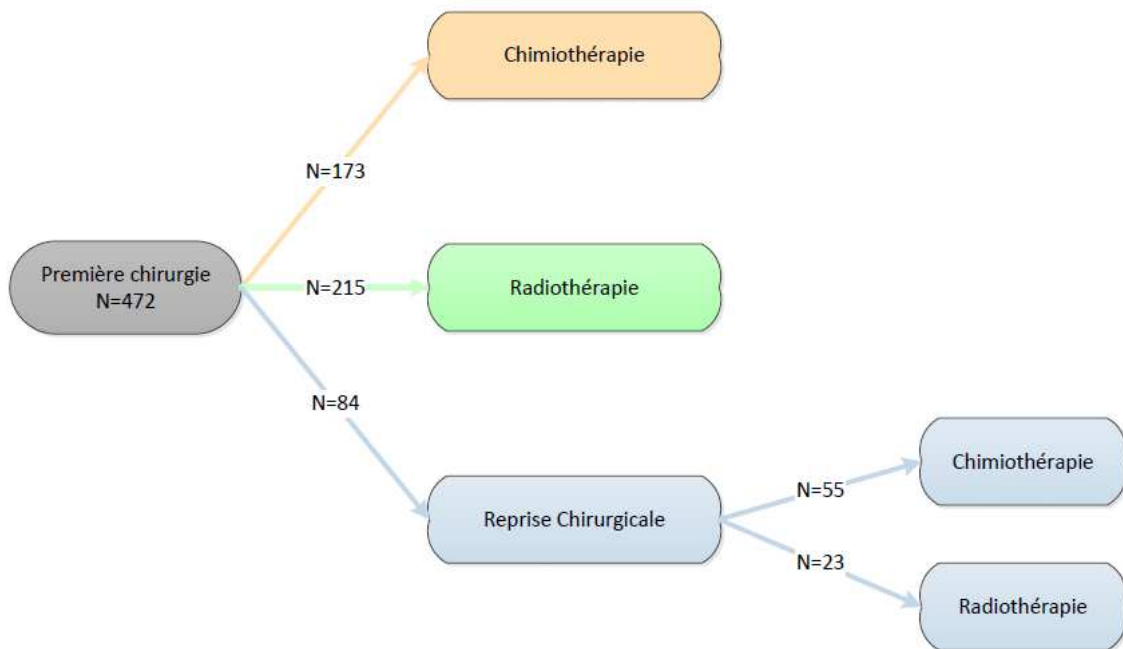 Chimiothérapie
N=173
Première chirurgie
N=472
N=215
Radiothérapie
N=84
Reprise Chirurgicale
N=55
Chimiothérapie
N=23
Radiothérapie